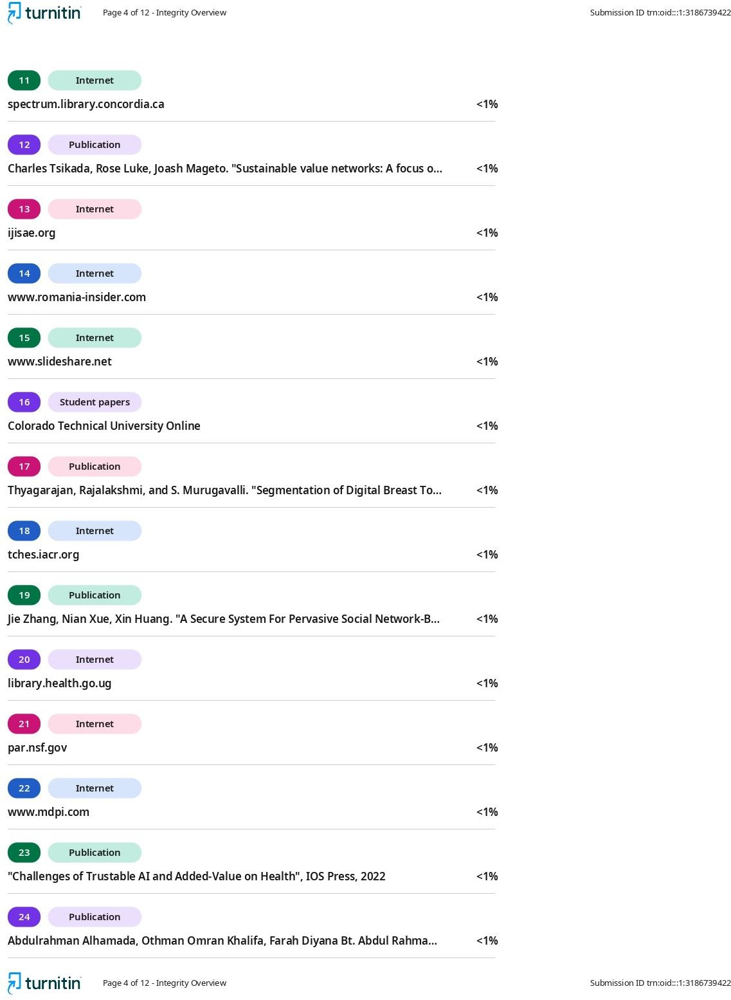 turnitin Page 4 of 12 - Integrity Overview Submission ID trn:oid:::1:3186739422
11 Internet
spectrum.library.concordia.ca <1%
12 Publication
Charles Tsikada, Rose Luke, Joash Mageto. "Sustainable value networks: A focus o... <1%
13 Internet
ijisae.org <1%
14 Internet
www.romania-insider.com <1%
15 Internet
www.slideshare.net <1%
16 Student papers
Colorado Technical University Online <1%
17 Publication
Thyagarajan, Rajalakshmi, and S. Murugavalli. "Segmentation of Digital Breast To... <1%
18 Internet
tches.iacr.org <1%
19 Publication
Jie Zhang, Nian Xue, Xin Huang. "A Secure System For Pervasive Social Network-B... <1%
20 Internet
library.health.go.ug <1%
21 Internet
par.nsf.gov <1%
22 Internet
www.mdpi.com <1%
23 Publication
"Challenges of Trustable AI and Added-Value on Health", IOS Press, 2022 <1%
24 Publication
Abdulrahman Alhamada, Othman Omran Khalifa, Farah Diyana Bt. Abdul Rahma... <1%
turnitin Page 4 of 12 - Integrity Overview Submission ID trn:oid:::1:3186739422